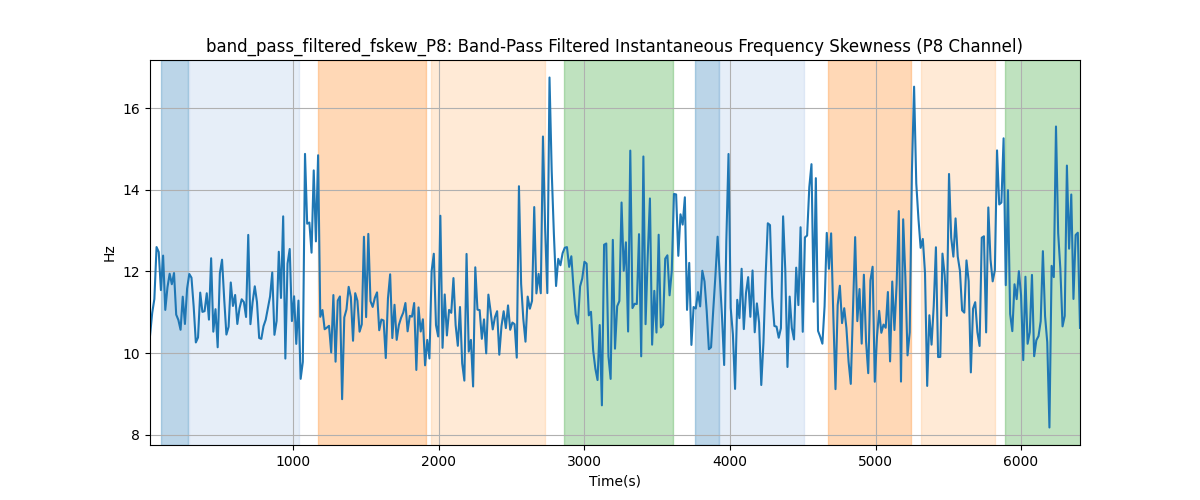 band_pass_filtered_fskew_P8: Band-Pass Filtered Instantaneous Frequency Skewness (P8 Channel)
16
14
12
10
8
Hz
1000 2000 3000 4000 5000 6000
Time(s)